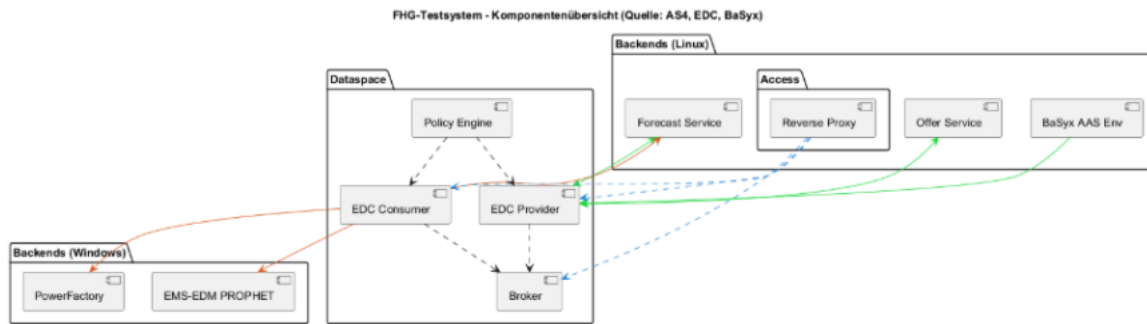 FHG-Testsystem - Komponentenübersicht (Quelle: AS4, EDC, BaSyx)
Backends (Linux)
Dataspace
Access
Policy Engine
Forecast Service
Reverse Proxy
Offer Service
BaSyx AAS Env
EDC Consumer
EDC Provider
Backends (Windows)
PowerFactory
EMS-EDM PROPHET
Broker